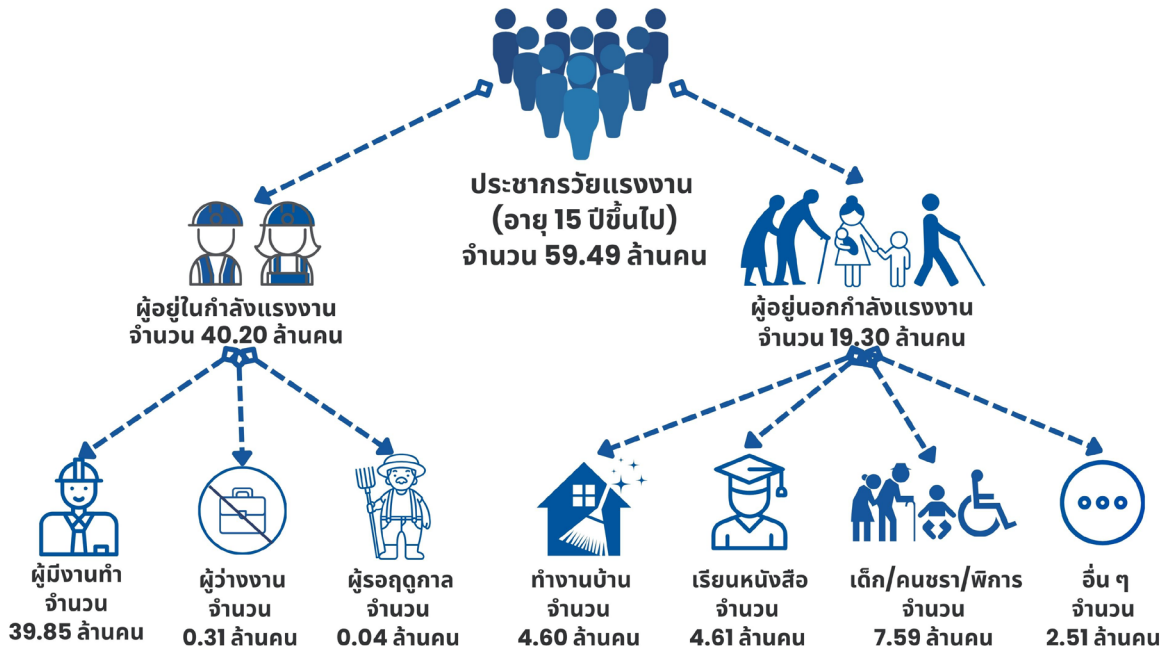 ประชากรวัยแรงงาน
(อายุ 15 ปีขึ้นไป)
จำนวน 59.49 ล้านคน
ผู้อยู่ในกำลังแรงงาน
จำนวน 40.20 ล้านคน
ผู้อยู่นอกกำลังแรงงาน
จำนวน 19.30 ล้านคน
ผู้มีงานทำ
จำนวน
39.85 ล้านคน
ผู้ว่างงาน
จำนวน
0.31 ล้านคน
ผู้รอฤดูกาล
จำนวน
0.04 ล้านคน
ทำงานบ้าน
จำนวน
4.60 ล้านคน
เรียนหนังสือ
จำนวน
4.61 ล้านคน
เด็ก/คนชรา/พิการ
จำนวน
7.59 ล้านคน
อื่น ๆ
จำนวน
2.51 ล้านคน